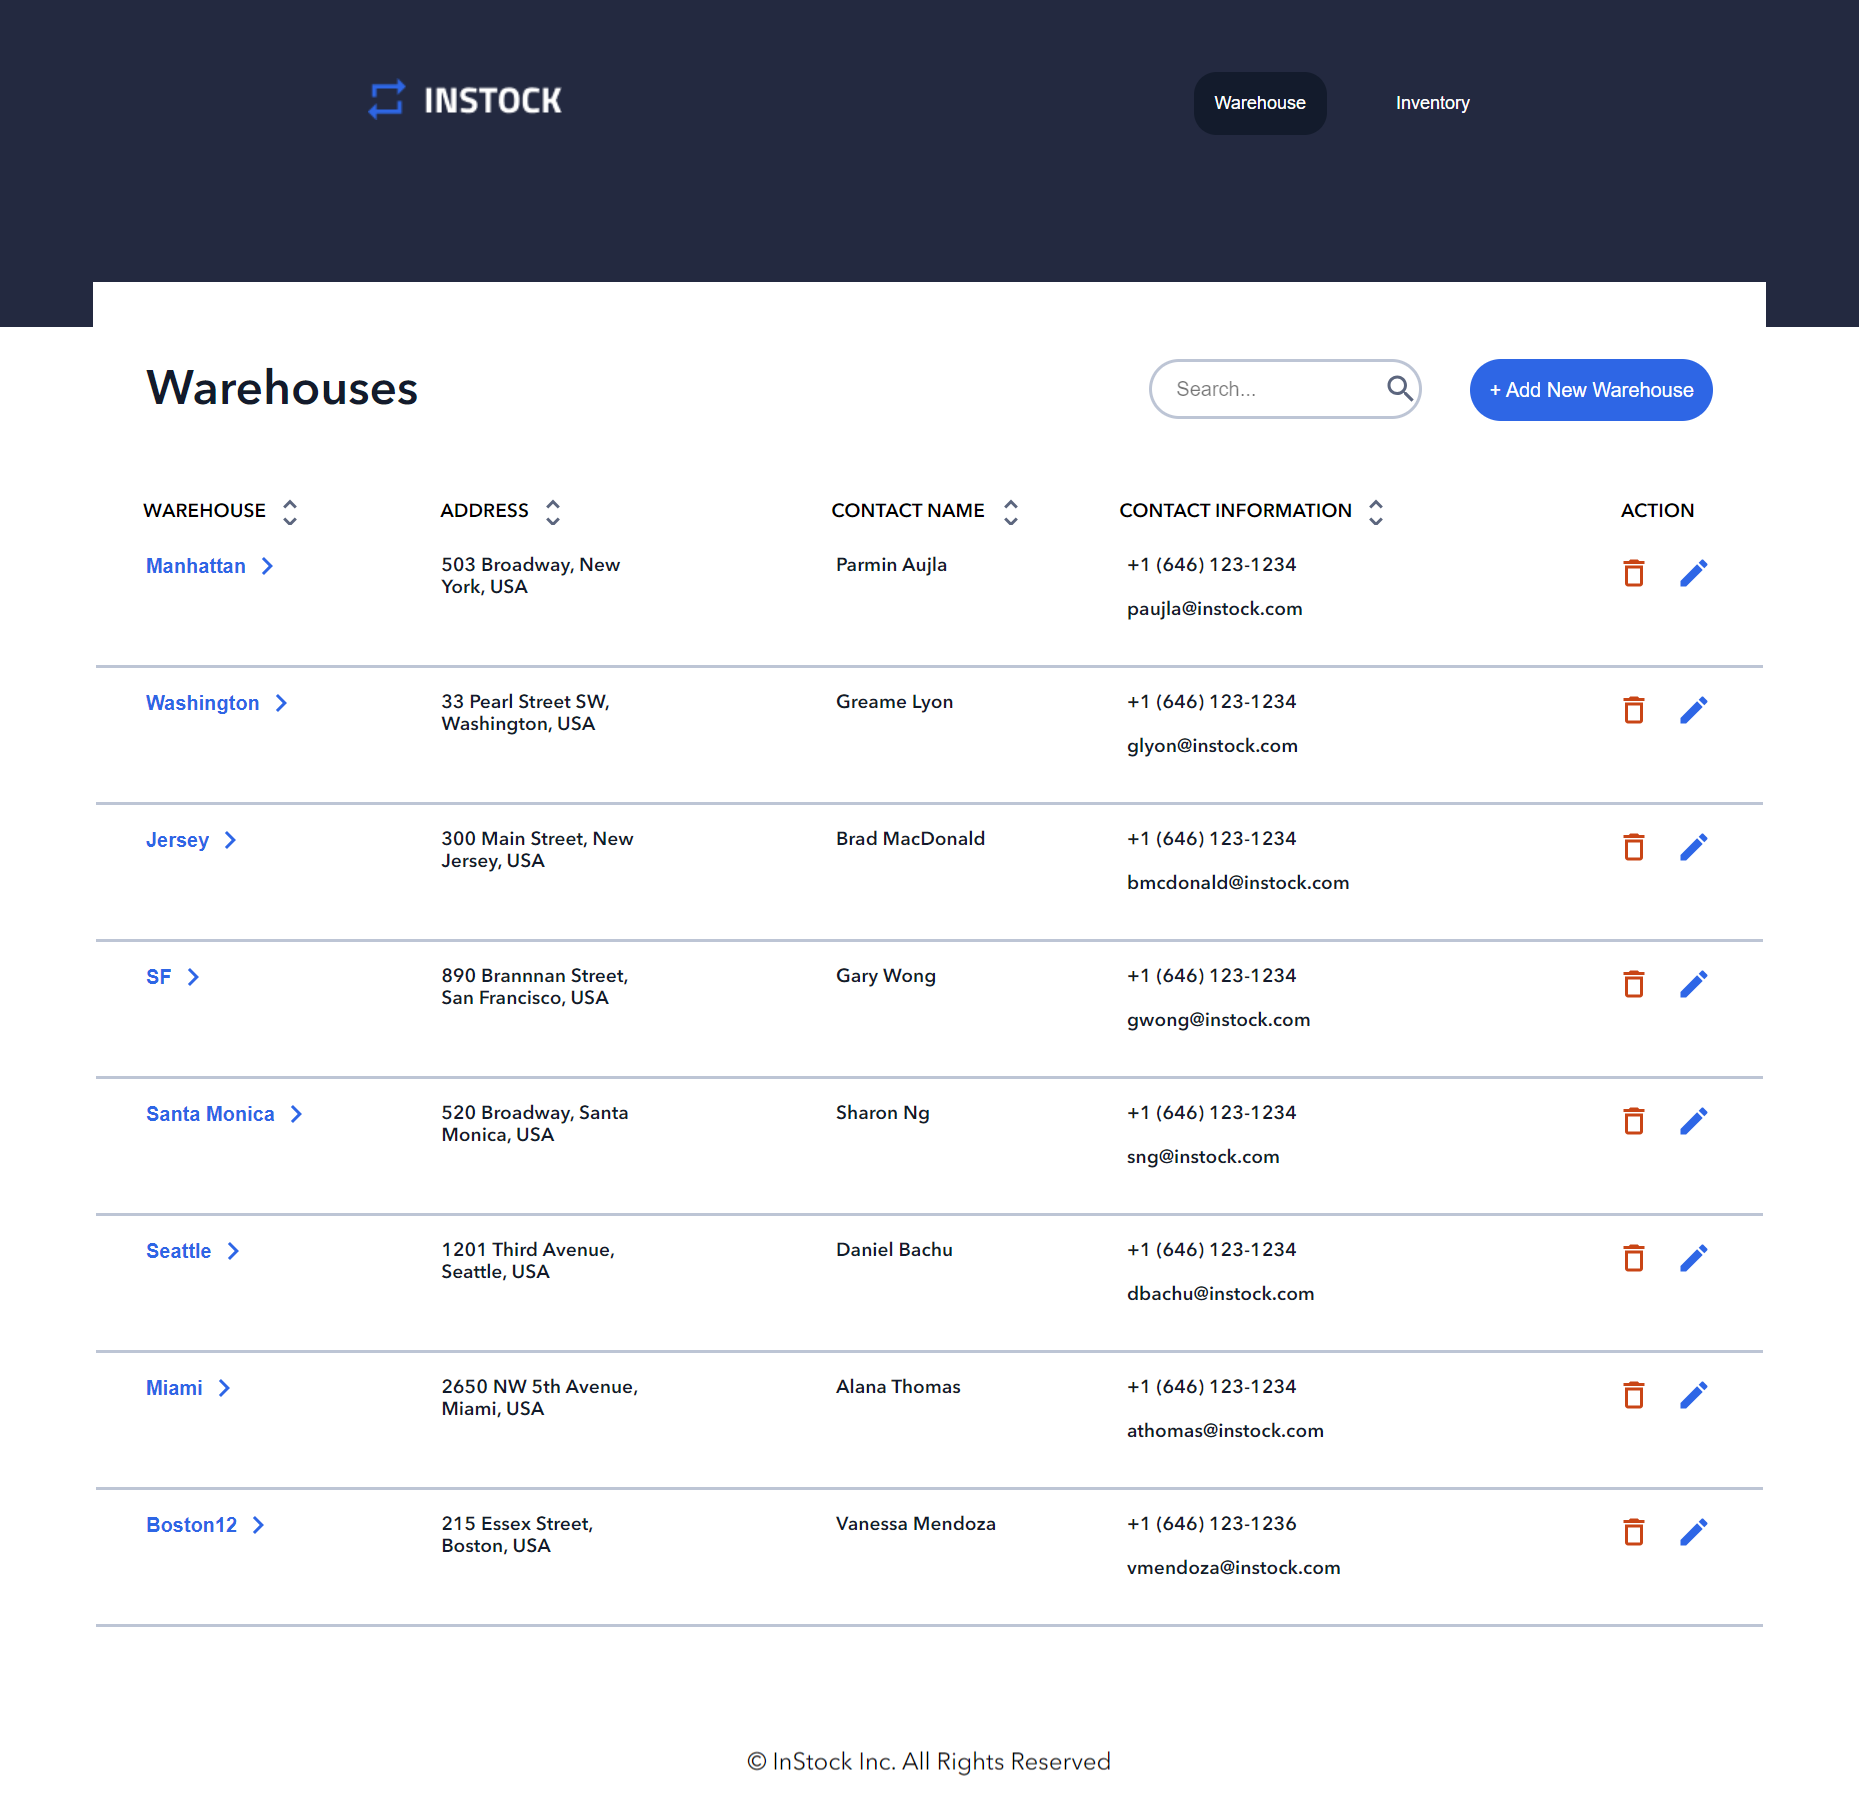 INSTOCK
Warehouse
Inventory
Warehouses
Search...
+ Add New Warehouse
WAREHOUSE
ADDRESS
CONTACT NAME
CONTACT INFORMATION
ACTION
Manhattan
503 Broadway, New
York, USA
Parmin Aujla
+1 (646) 123-1234
paujla@instock.com
Washington
33 Pearl Street SW,
Washington, USA
Greame Lyon
+1 (646) 123-1234
glyon@instock.com
Jersey
300 Main Street, New
Jersey, USA
Brad MacDonald
+1 (646) 123-1234
bmcdonald@instock.com
SF
890 Brannnan Street,
San Francisco, USA
Gary Wong
+1 (646) 123-1234
gwong@instock.com
Santa Monica
520 Broadway, Santa
Monica, USA
Sharon Ng
+1 (646) 123-1234
sng@instock.com
Seattle
1201 Third Avenue,
Seattle, USA
Daniel Bachu
+1 (646) 123-1234
dbachu@instock.com
Miami
2650 NW 5th Avenue,
Miami, USA
Alana Thomas
+1 (646) 123-1234
athomas@instock.com
Boston12
215 Essex Street,
Boston, USA
Vanessa Mendoza
+1 (646) 123-1236
vmendoza@instock.com
© InStock Inc. All Rights Reserved